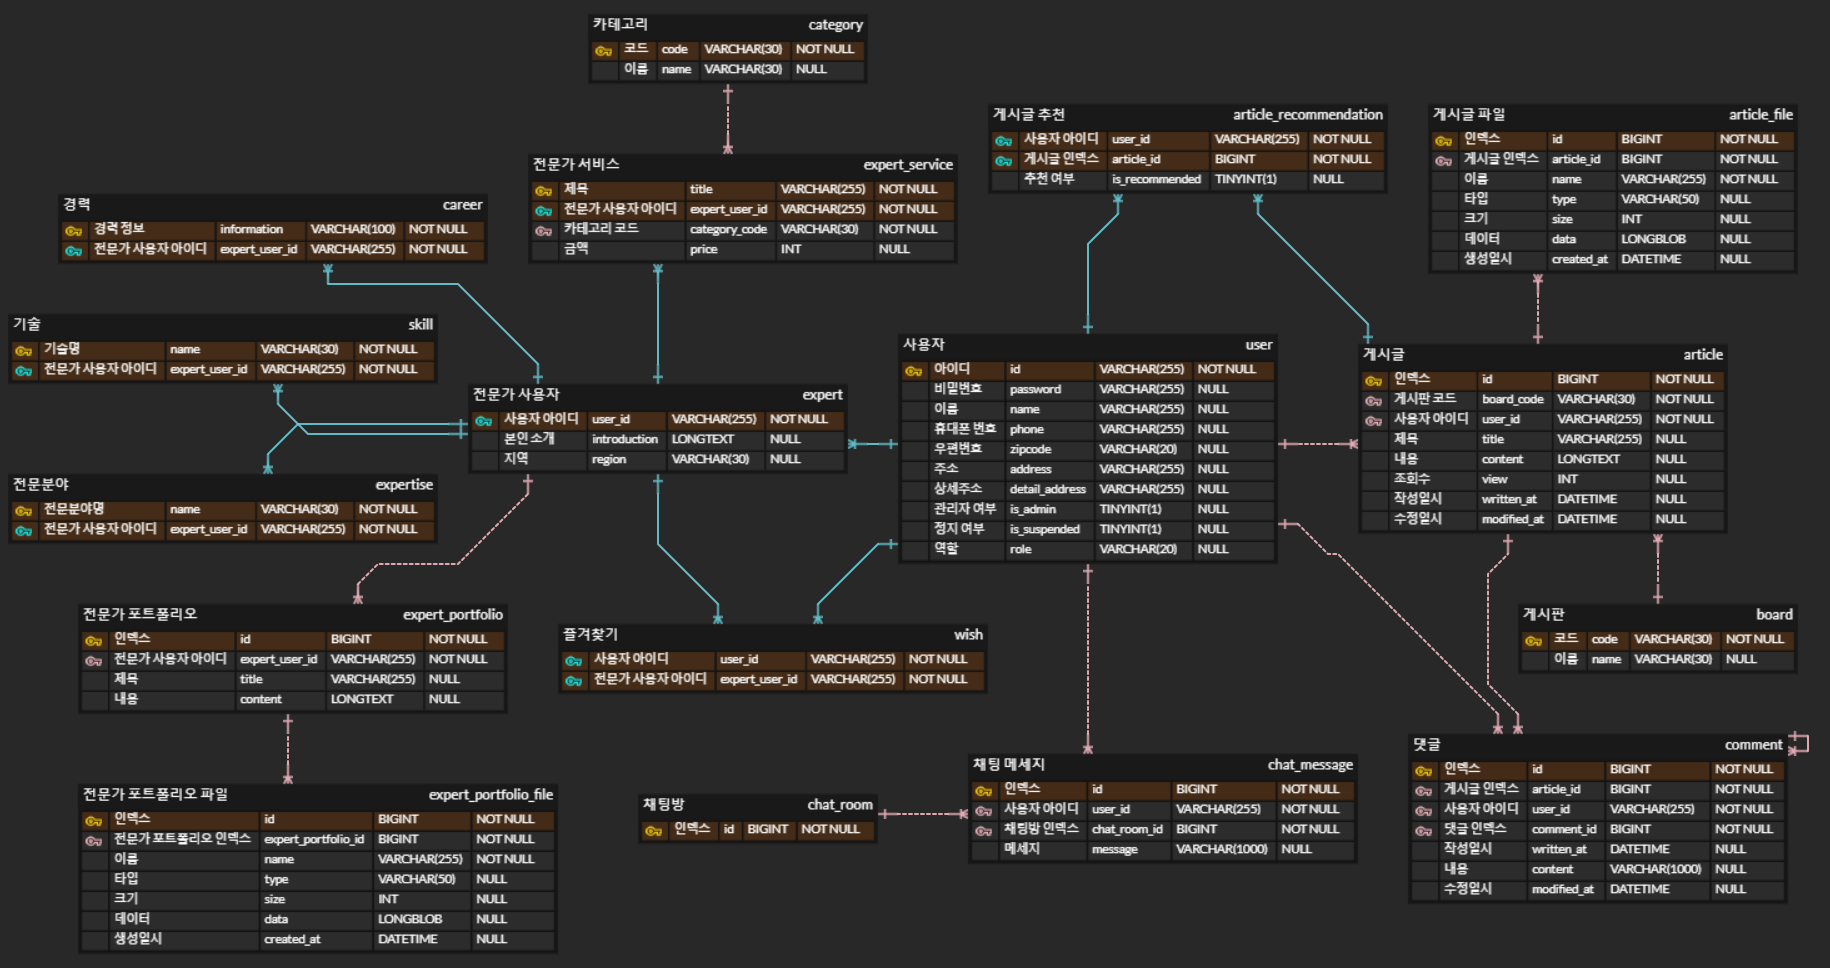 카테고리 category
코드 code VARCHAR(30) NOT NULL
이름 name VARCHAR(30) NULL
게시글 추천 article_recommendation
사용자 아이디 user_id VARCHAR(255) NOT NULL
게시글 인덱스 article_id BIGINT NOT NULL
추천 여부 is_recommended TINYINT(1) NULL
게시글 파일 article_file
인덱스 id BIGINT NOT NULL
게시글 인덱스 article_id BIGINT NOT NULL
이름 name VARCHAR(255) NOT NULL
타입 type VARCHAR(50) NULL
크기 size INT NULL
데이터 data LONGBLOB NULL
생성일시 created_at DATETIME NULL
전문가 서비스 expert_service
제목 title VARCHAR(255) NOT NULL
전문가 사용자 아이디 expert_user_id VARCHAR(255) NOT NULL
카테고리 코드 category_code VARCHAR(30) NOT NULL
금액 price INT NULL
경력 career
경력 정보 information VARCHAR(100) NOT NULL
전문가 사용자 아이디 expert_user_id VARCHAR(255) NOT NULL
기술 skill
기술명 name VARCHAR(30) NOT NULL
전문가 사용자 아이디 expert_user_id VARCHAR(255) NOT NULL
전문가 사용자 expert
사용자 아이디 user_id VARCHAR(255) NOT NULL
본인 소개 introduction LONGTEXT NULL
지역 region VARCHAR(30) NULL
사용자 user
아이디 id VARCHAR(255) NOT NULL
비밀번호 password VARCHAR(255) NULL
이름 name VARCHAR(255) NULL
휴대폰 번호 phone VARCHAR(255) NULL
우편번호 zipcode VARCHAR(20) NULL
주소 address VARCHAR(255) NULL
상세주소 detail_address VARCHAR(255) NULL
관리자 여부 is_admin TINYINT(1) NULL
정지 여부 is_suspended TINYINT(1) NULL
역할 role VARCHAR(20) NULL
게시글 article
인덱스 id BIGINT NOT NULL
게시판 코드 board_code VARCHAR(30) NOT NULL
사용자 아이디 user_id VARCHAR(255) NOT NULL
제목 title VARCHAR(255) NULL
내용 content LONGTEXT NULL
조회수 view INT NULL
작성일시 written_at DATETIME NULL
수정일시 modified_at DATETIME NULL
전문분야 expertise
전문분야명 name VARCHAR(30) NOT NULL
전문가 사용자 아이디 expert_user_id VARCHAR(255) NOT NULL
전문가 포트폴리오 expert_portfolio
인덱스 id BIGINT NOT NULL
전문가 사용자 아이디 expert_user_id VARCHAR(255) NOT NULL
제목 title VARCHAR(255) NULL
내용 content LONGTEXT NULL
즐겨찾기 wish
사용자 아이디 user_id VARCHAR(255) NOT NULL
전문가 사용자 아이디 expert_user_id VARCHAR(255) NOT NULL
게시판 board
코드 code VARCHAR(30) NOT NULL
이름 name VARCHAR(30) NULL
전문가 포트폴리오 파일 expert_portfolio_file
인덱스 id BIGINT NOT NULL
전문가 포트폴리오 인덱스 expert_portfolio_id BIGINT NOT NULL
이름 name VARCHAR(255) NOT NULL
타입 type VARCHAR(50) NULL
크기 size INT NULL
데이터 data LONGBLOB NULL
생성일시 created_at DATETIME NULL
채팅방 chat_room
인덱스 id BIGINT NOT NULL
채팅 메세지 chat_message
인덱스 id BIGINT NOT NULL
사용자 아이디 user_id VARCHAR(255) NOT NULL
채팅방 인덱스 chat_room_id BIGINT NOT NULL
메세지 message VARCHAR(1000) NULL
댓글 comment
인덱스 id BIGINT NOT NULL
게시글 인덱스 article_id BIGINT NOT NULL
사용자 아이디 user_id VARCHAR(255) NOT NULL
댓글 인덱스 comment_id BIGINT NOT NULL
작성일시 written_at DATETIME NULL
내용 content VARCHAR(1000) NULL
수정일시 modified_at DATETIME NULL